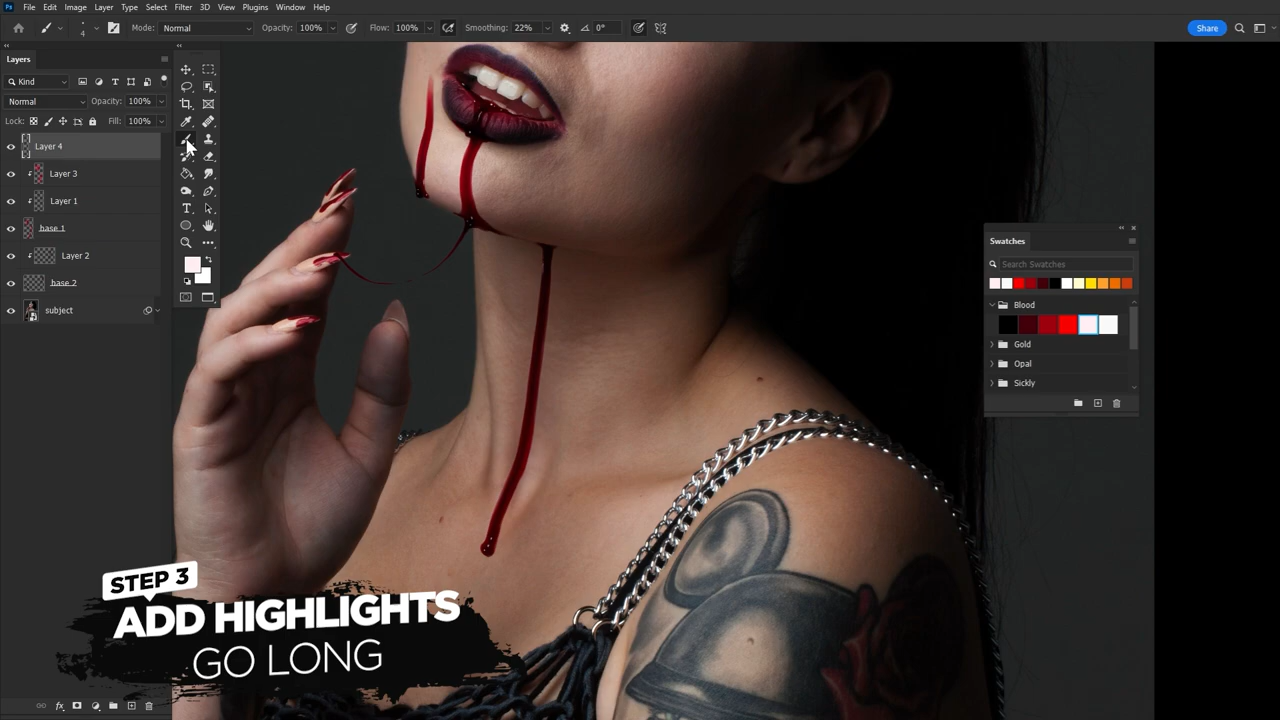 Ps File Edit Image Layer Type Select Filter 3D View Plugins Window Help
4 Mode: Normal Opacity: 100% Flow: 100% Smoothing: 22% 0° Share
Layers
Kind
Normal Opacity: 100%
Lock: Fill: 100%
Layer 4
Layer 3
Layer 1
base 1
Layer 2
base 2
subject
Swatches
Search Swatches
Blood
Gold
Opal
Sickly
STEP 3
ADD HIGHLIGHTS
GO LONG